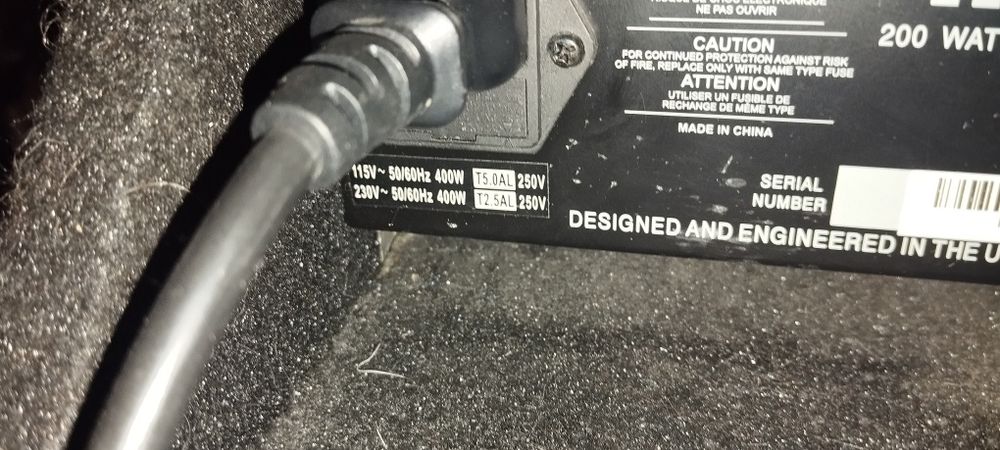 NE PAS OUVRIR
200 WAT
CAUTION
FOR CONTINUED PROTECTION AGAINST RISK
OF FIRE, REPLACE ONLY WITH SAME TYPE FUSE
ATTENTION
UTILISER UN FUSIBLE DE
RECHANGE DE MÊME TYPE
MADE IN CHINA
115V~ 50/60Hz 400W T5.0AL 250V
230V~ 50/60Hz 400W T2.5AL 250V
SERIAL
NUMBER
DESIGNED AND ENGINEERED IN THE U